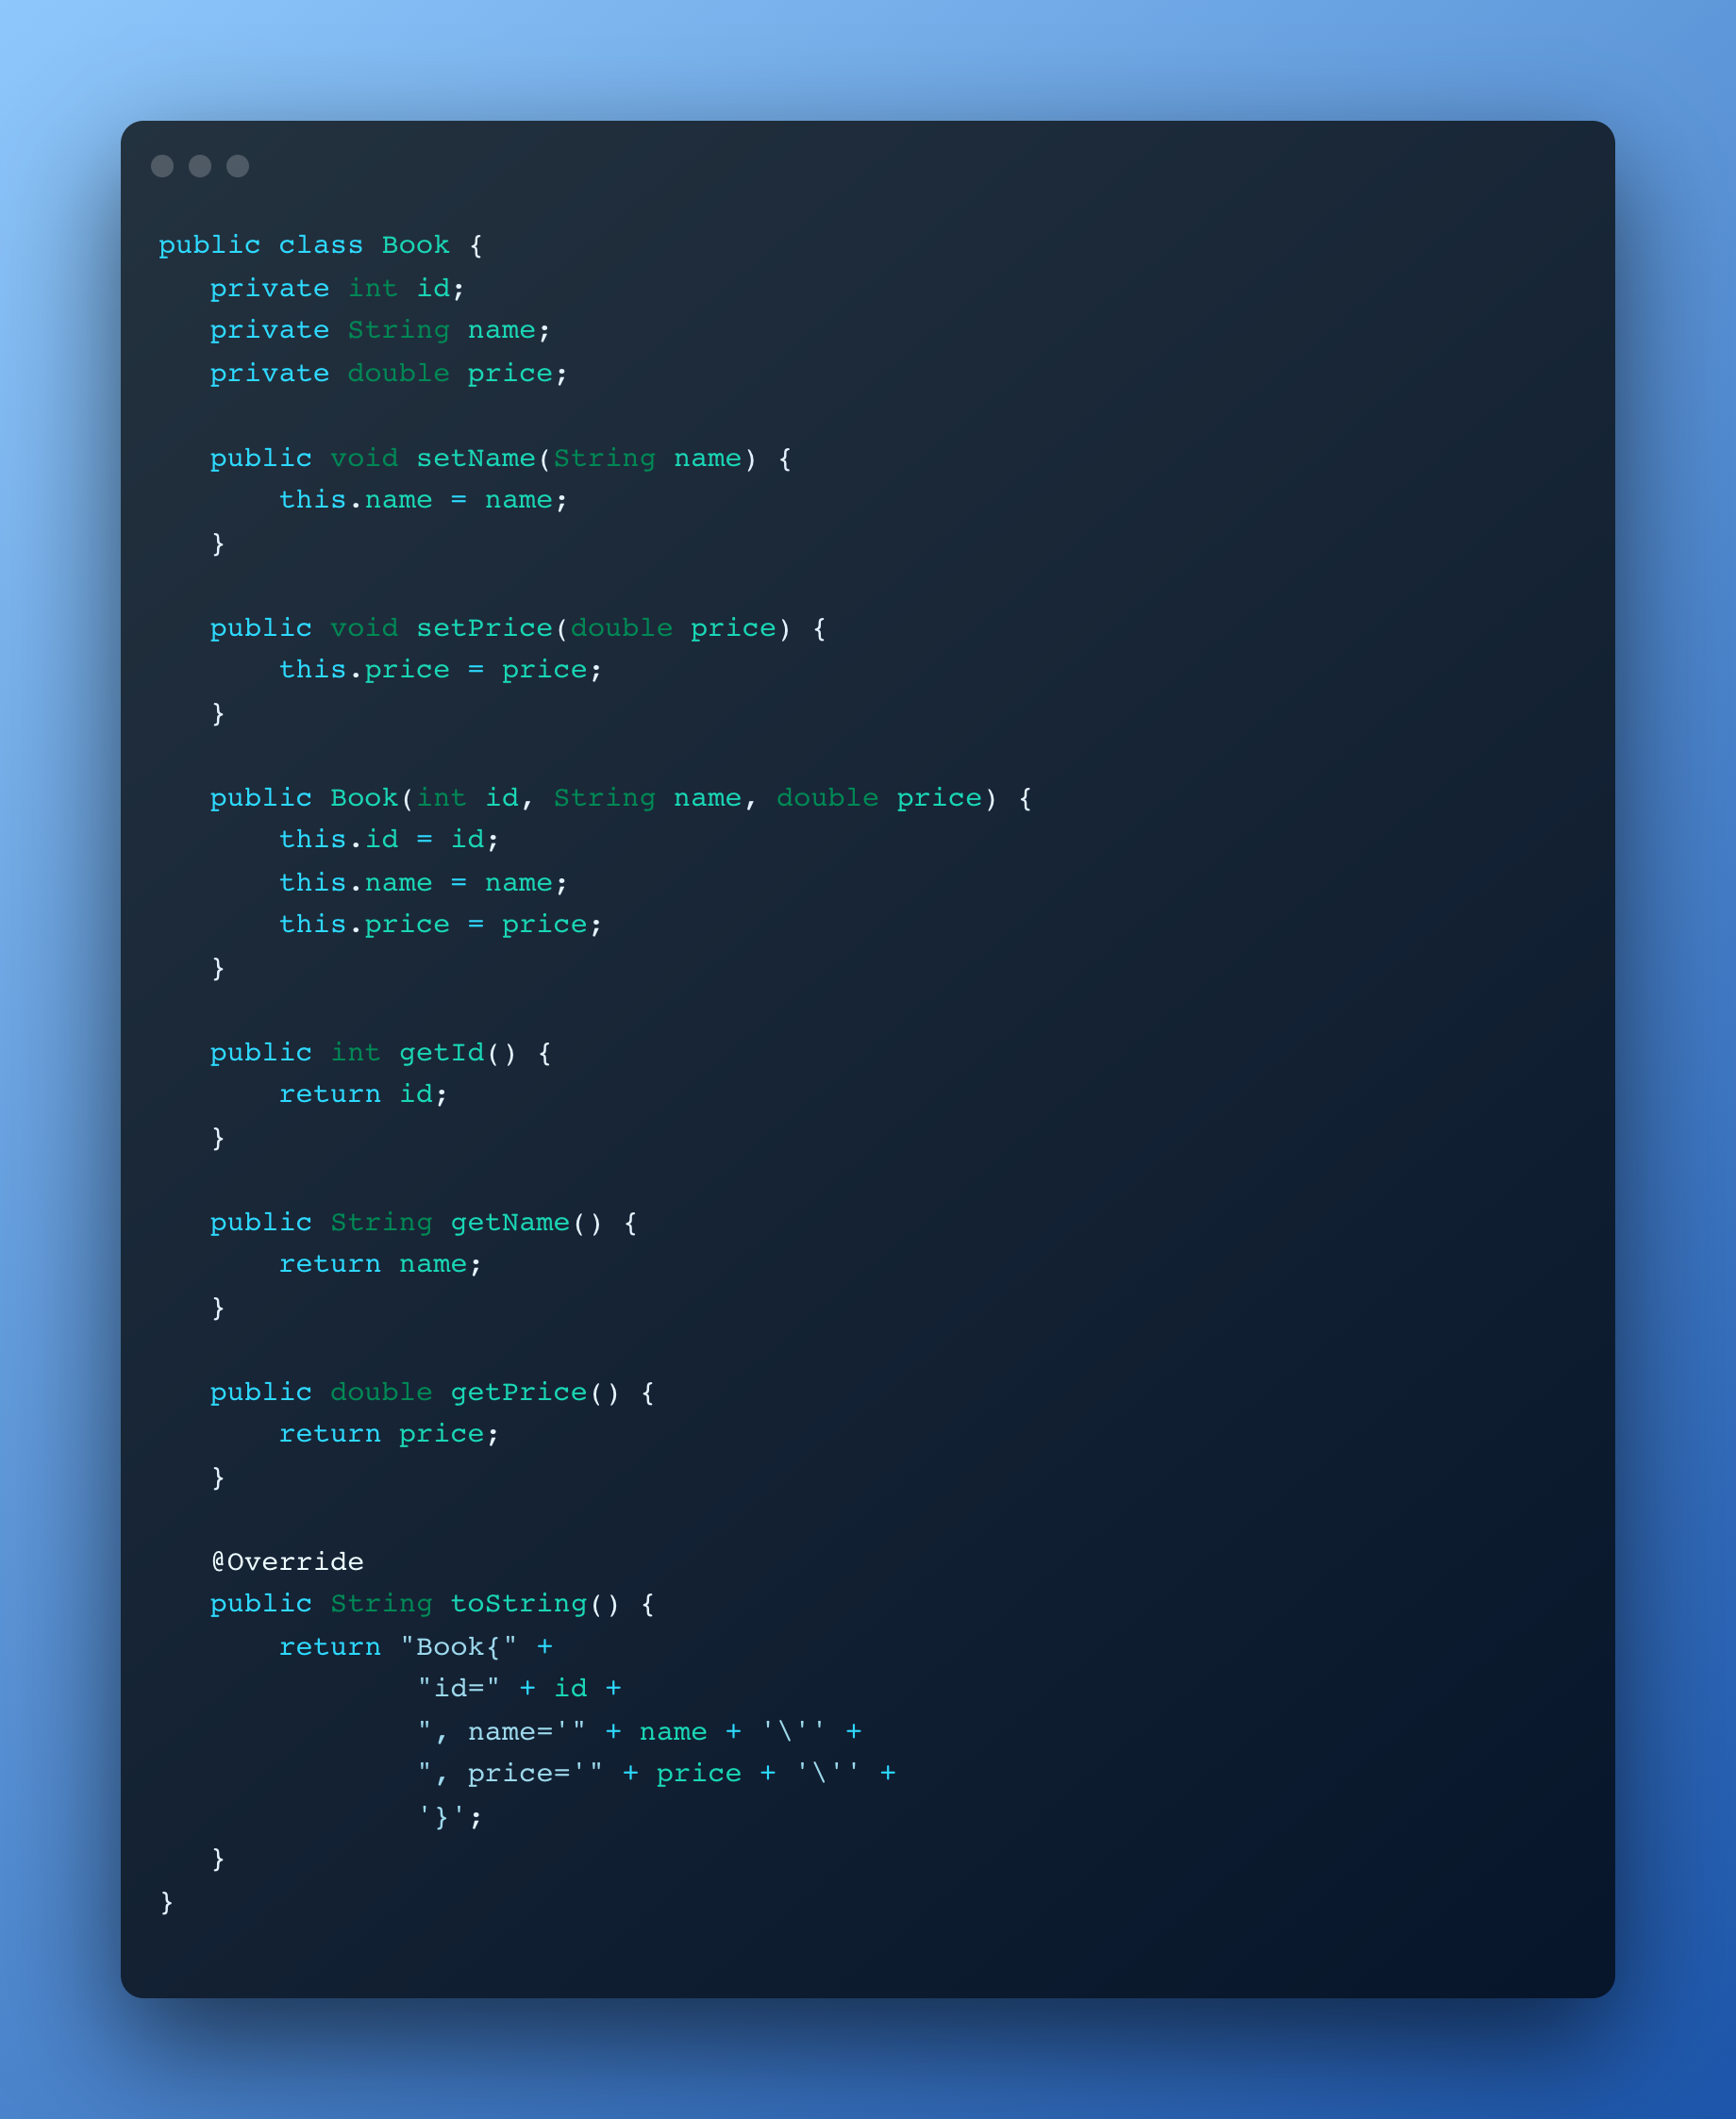 public class Book {
   private int id;
   private String name;
   private double price;

   public void setName(String name) {
       this.name = name;
   }

   public void setPrice(double price) {
       this.price = price;
   }

   public Book(int id, String name, double price) {
       this.id = id;
       this.name = name;
       this.price = price;
   }

   public int getId() {
       return id;
   }

   public String getName() {
       return name;
   }

   public double getPrice() {
       return price;
   }

   @Override
   public String toString() {
       return "Book{" +
               "id=" + id +
               ", name='" + name + '\'' +
               ", price='" + price + '\'' +
               '}';
   }
}